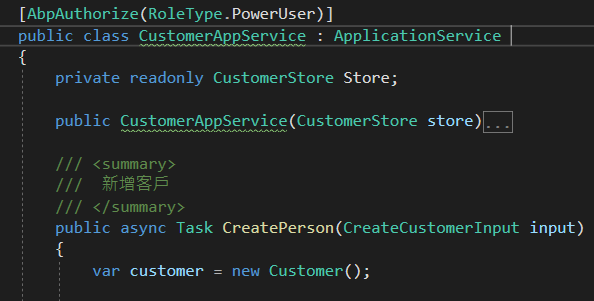 [AbpAuthorize(RoleType.PowerUser)]
public class CustomerAppService : ApplicationService
{
private readonly CustomerStore Store;
public CustomerAppService(CustomerStore store)...
/// <summary>
/// 新增客戶
/// </summary>
public async Task CreatePerson(CreateCustomerInput input)
{
var customer = new Customer();